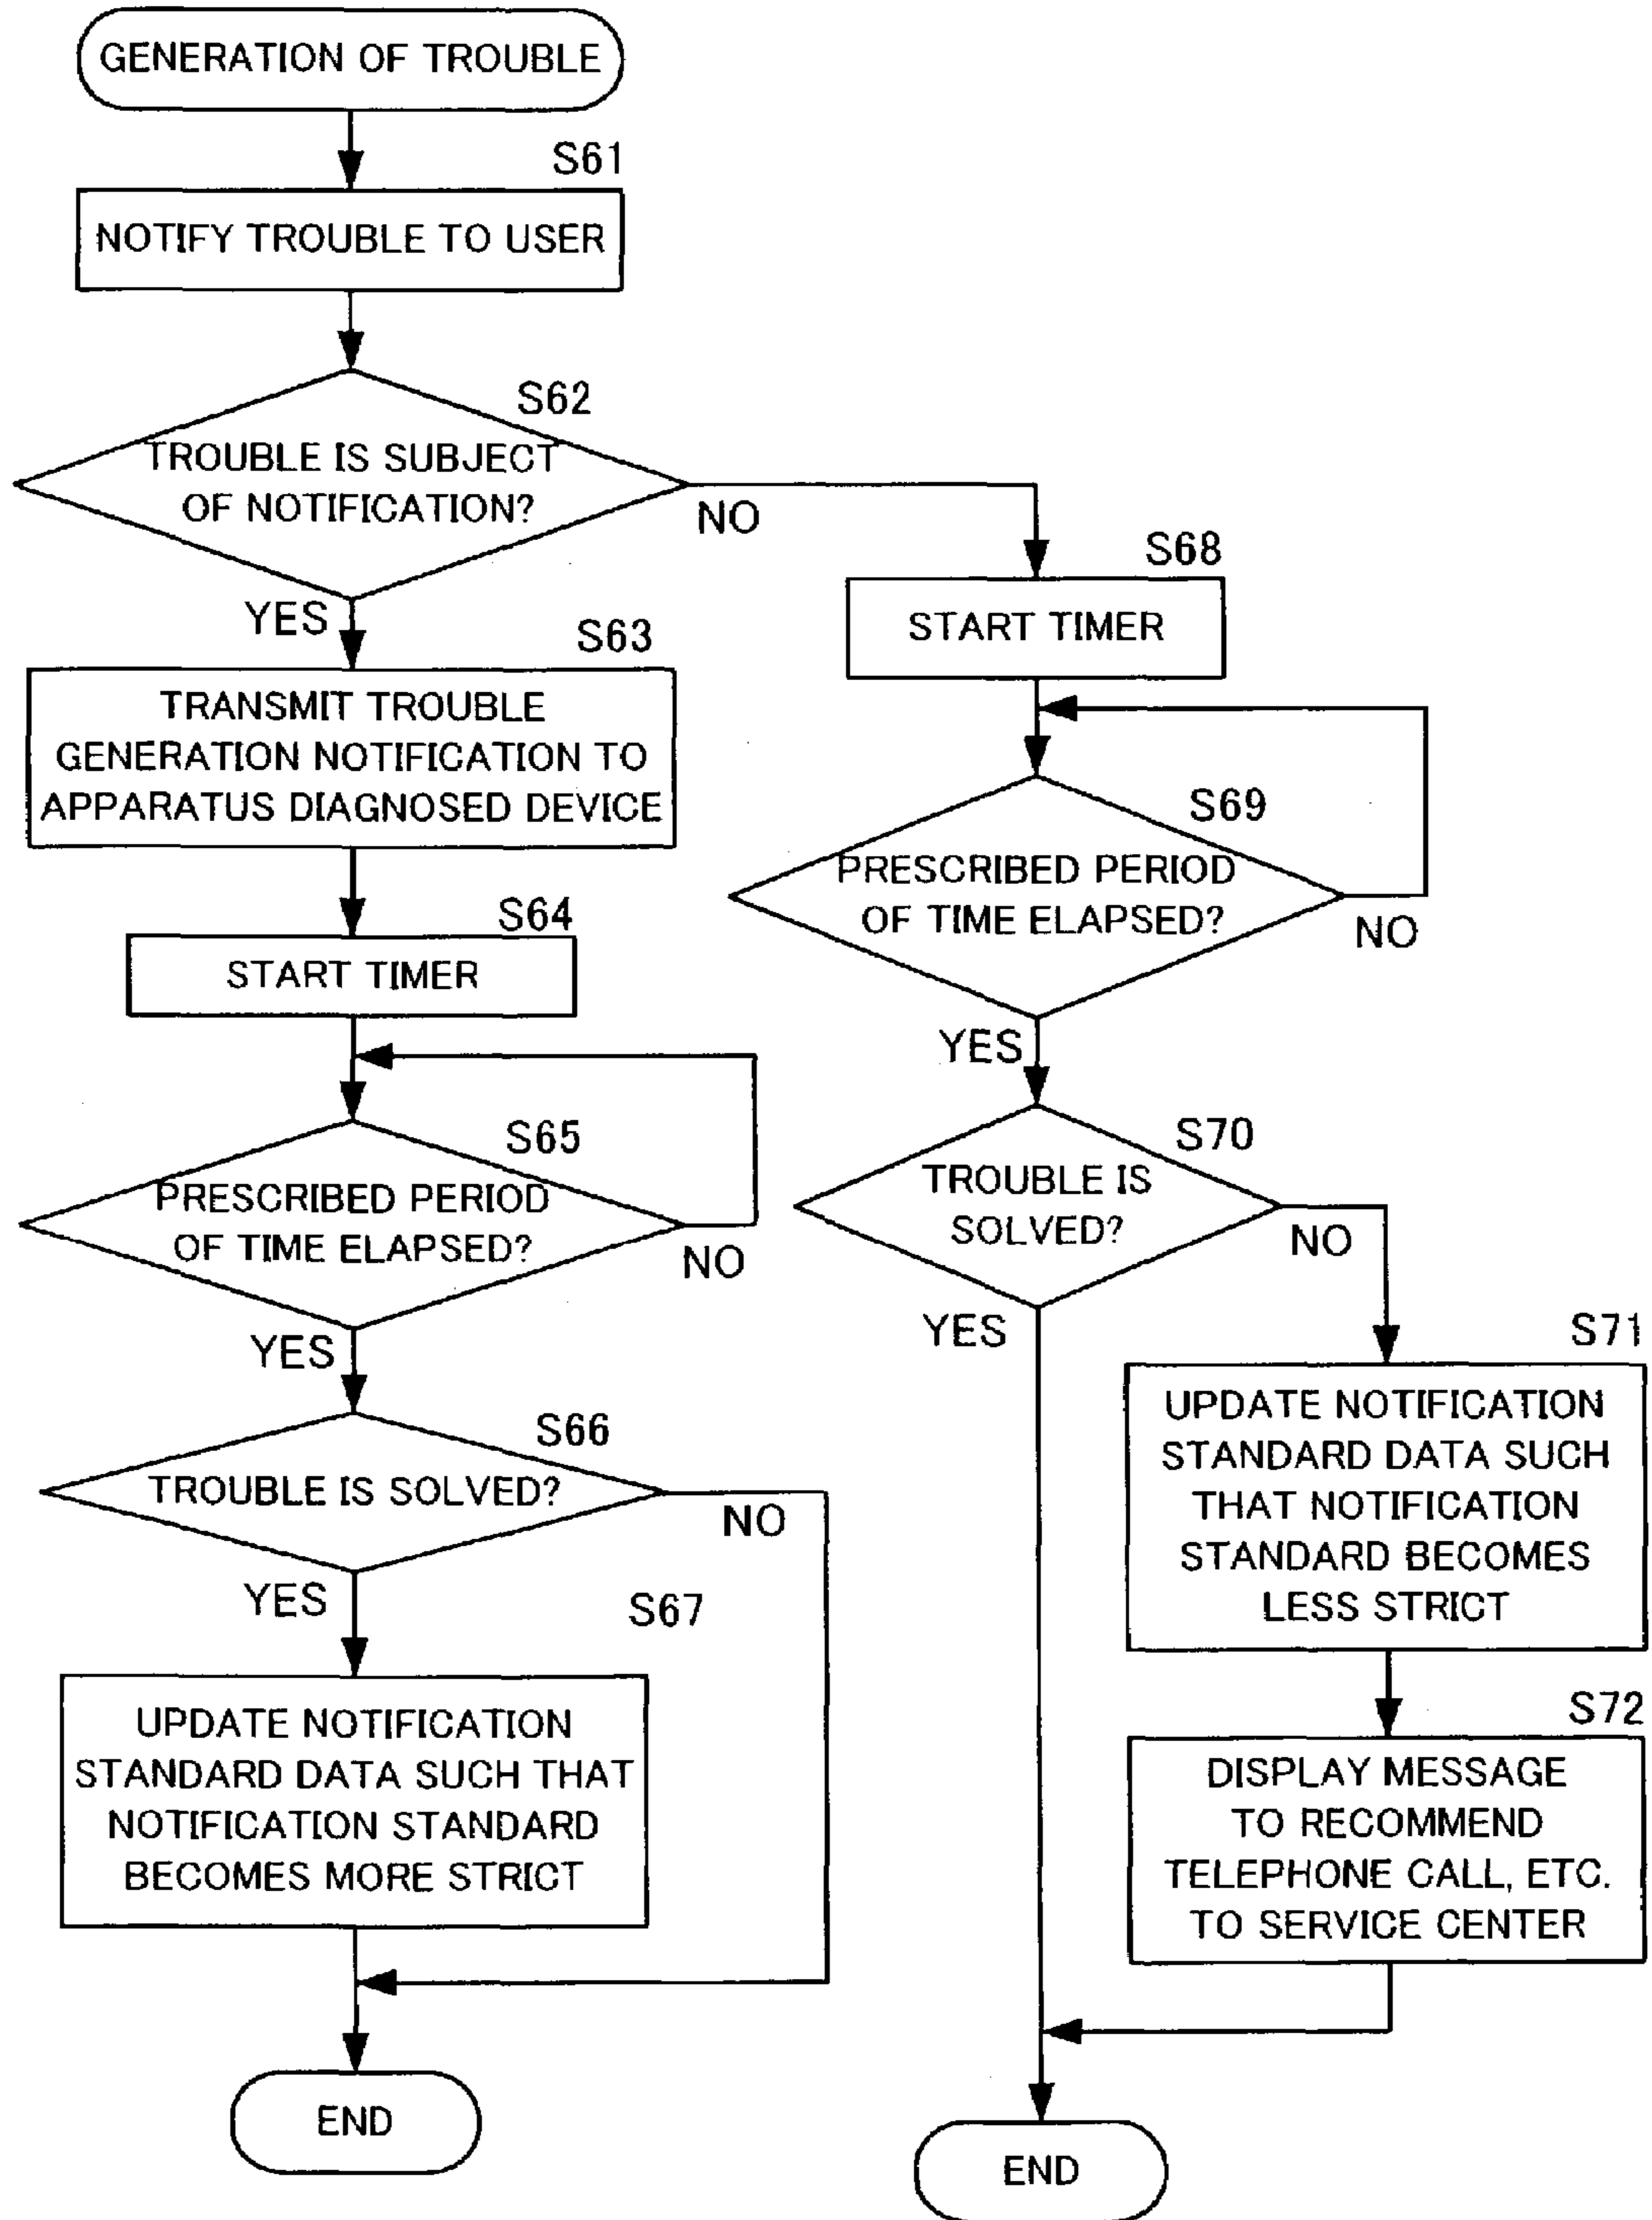 GENERATION OF TROUBLE
S61
NOTIFY TROUBLE TO USER
S62
TROUBLE IS SUBJECT
OF NOTIFICATION?
NO
YES
S63
TRANSMIT TROUBLE
GENERATION NOTIFICATION TO
APPARATUS DIAGNOSED DEVICE
S64
START TIMER
S65
PRESCRIBED PERIOD
OF TIME ELAPSED?
NO
YES
S66
TROUBLE IS SOLVED?
NO
YES
S67
UPDATE NOTIFICATION
STANDARD DATA SUCH THAT
NOTIFICATION STANDARD
BECOMES MORE STRICT
END
S68
START TIMER
S69
PRESCRIBED PERIOD
OF TIME ELAPSED?
NO
YES
S70
TROUBLE IS
SOLVED?
NO
YES
S71
UPDATE NOTIFICATION
STANDARD DATA SUCH
THAT NOTIFICATION
STANDARD BECOMES
LESS STRICT
S72
DISPLAY MESSAGE
TO RECOMMEND
TELEPHONE CALL, ETC.
TO SERVICE CENTER
END